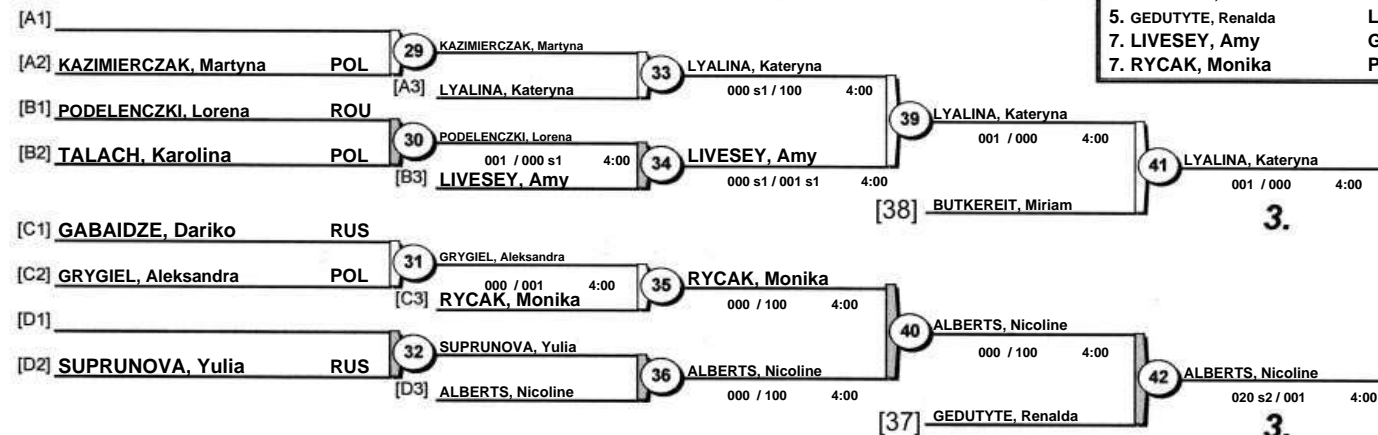 5. GEDUTYTE, Renalda L
7. LIVESEY, Amy G
7. RYCAK, Monika P
[A1]
[A2] KAZIMIERCZAK, Martyna POL
29
KAZIMIERCZAK, Martyna
[A3] LYALINA, Kateryna
33
LYALINA, Kateryna
000 s1 / 100 4:00
[B1] PODELENCZKI, Lorena ROU
[B2] TALACH, Karolina POL
30
PODELENCZKI, Lorena
001 / 000 s1 4:00
[B3] LIVESEY, Amy
34
LIVESEY, Amy
000 s1 / 001 s1 4:00
39
LYALINA, Kateryna
001 / 000 4:00
[38] BUTKEREIT, Miriam
41
LYALINA, Kateryna
001 / 000 4:00
3.
[C1] GABAIDZE, Dariko RUS
[C2] GRYGIEL, Aleksandra POL
31
GRYGIEL, Aleksandra
000 / 001 4:00
[C3] RYCAK, Monika
35
RYCAK, Monika
000 / 100 4:00
[D1]
[D2] SUPRUNOVA, Yulia RUS
32
SUPRUNOVA, Yulia
[D3] ALBERTS, Nicoline
36
ALBERTS, Nicoline
000 / 100 4:00
40
ALBERTS, Nicoline
000 / 100 4:00
[37] GEDUTYTE, Renalda
42
ALBERTS, Nicoline
020 s2 / 001 4:00
3.